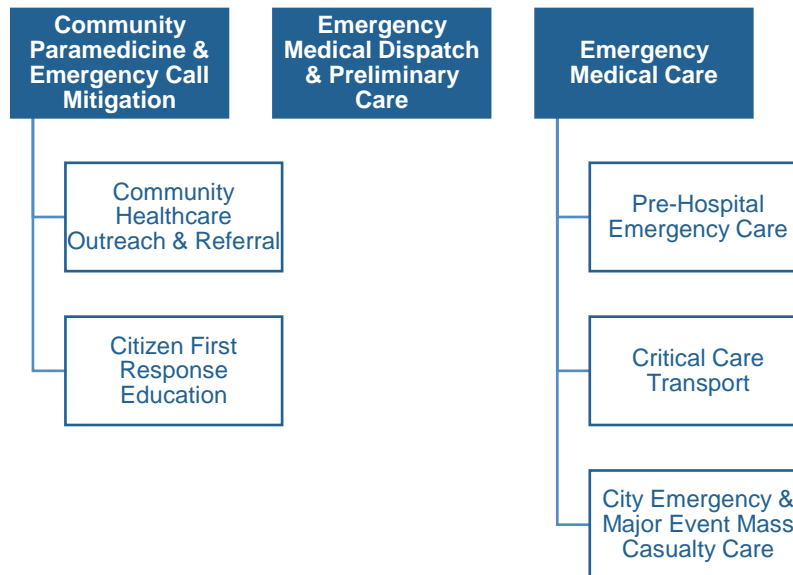 Community
Paramedicine &
Emergency Call
Mitigation
Emergency
Medical Dispatch
& Preliminary
Care
Emergency
Medical Care
Community
Healthcare
Outreach & Referral
Citizen First
Response
Education
Pre-Hospital
Emergency Care
Critical Care
Transport
City Emergency &
Major Event Mass
Casualty Care